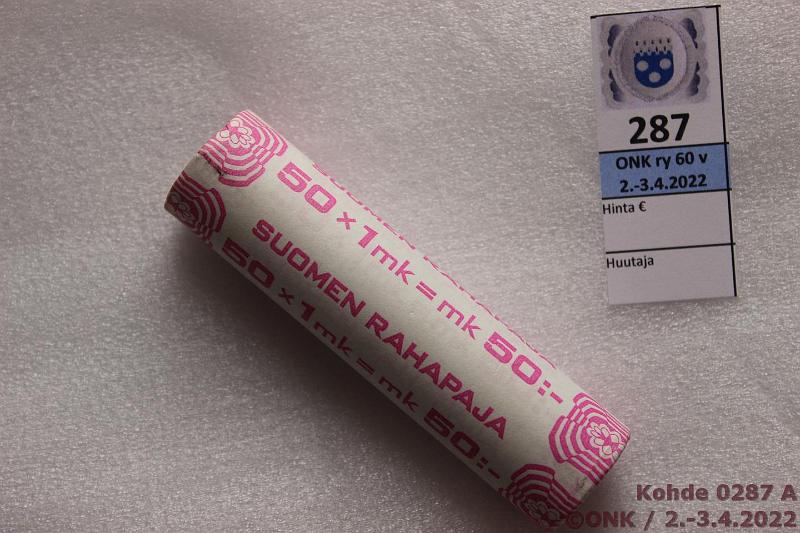 287
ONK ry 60 v
2.-3.4.2022
Hinta €
Huutaja
50 x 1mk = mk 50:-
SUOMEN RAHAPAJA
50 x 1mk = mk 50:-
Kohde 0287 A
©ONK / 2.-3.4.2022